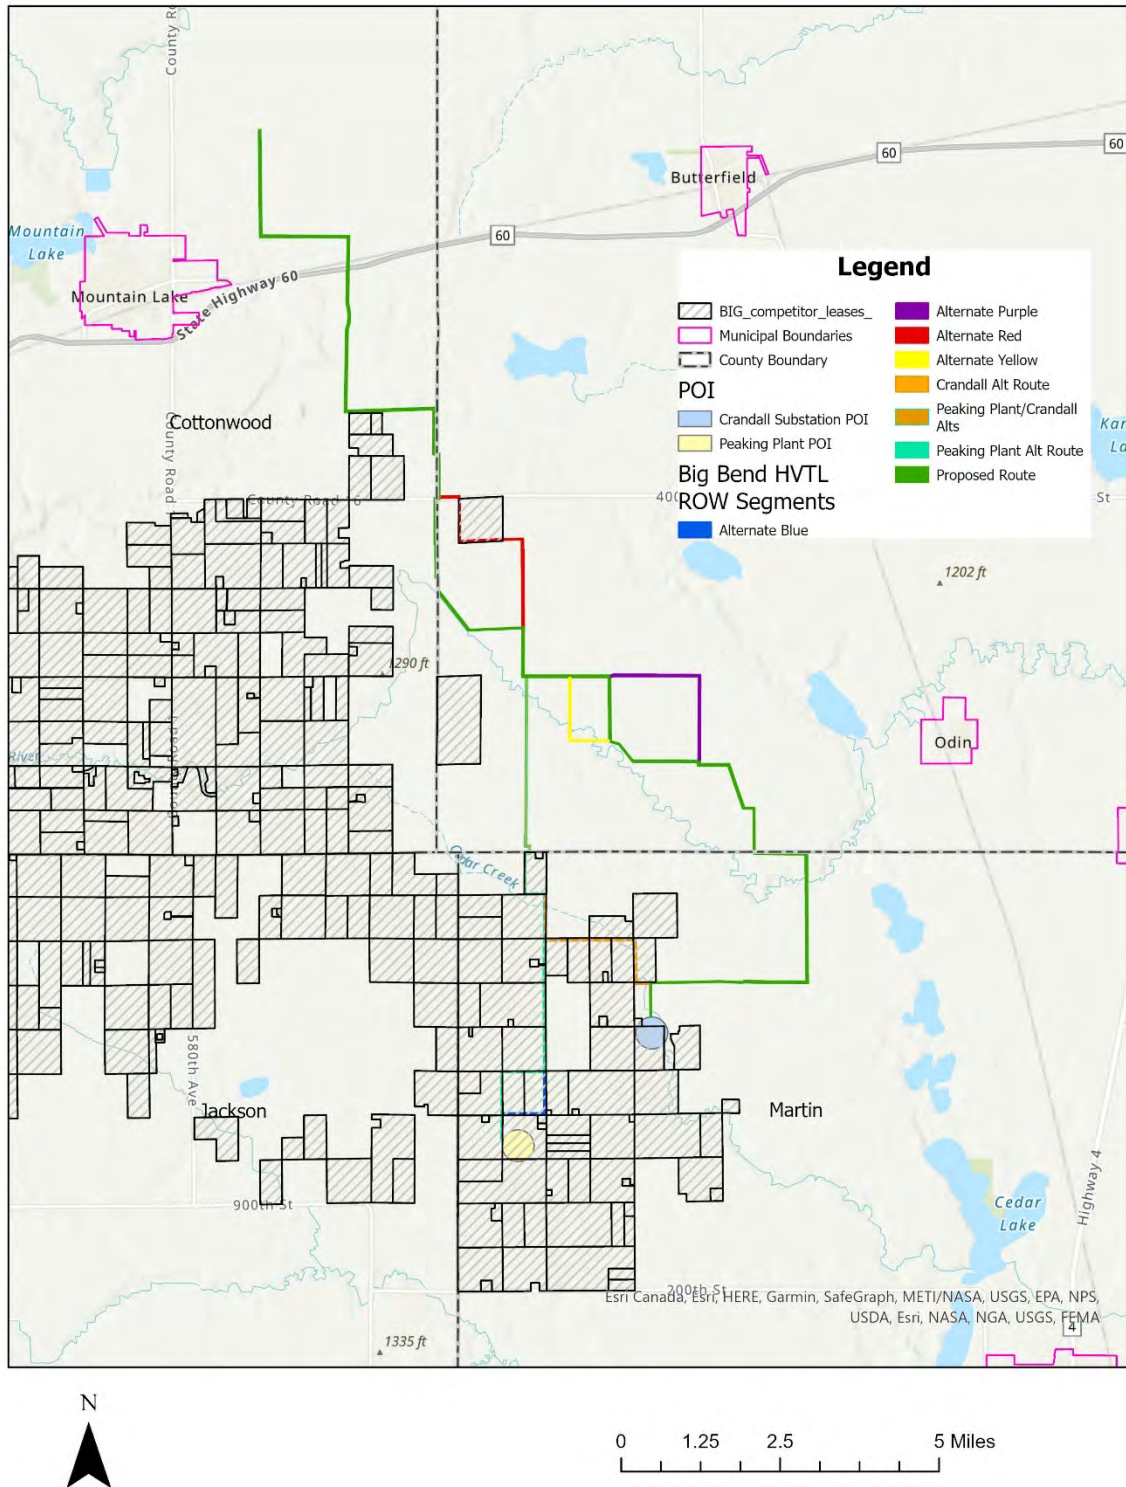 County Ro
60
60
Butterfield
Mountain
Lake
60
Mountain Lake
State Highway 60
Legend
BIG_competitor_leases_
Municipal Boundaries
County Boundary
POI
Crandall Substation POI
Peaking Plant POI
Big Bend HVTL
ROW Segments
Alternate Blue
Alternate Purple
Alternate Red
Alternate Yellow
Crandall Alt Route
Peaking Plant/Crandall
Alts
Peaking Plant Alt Route
Proposed Route
Cottonwood
County Road
Kar
La
County Road 16
400
St
1202 ft
1290 ft
River
Odin
Creek
580th Ave
Jackson
Martin
900th St
Cedar
Lake
Highway 4
200th St
Esri Canada, Esri, HERE, Garmin, SafeGraph, METI/NASA, USGS, EPA, NPS,
USDA, Esri, NASA, NGA, USGS, FEMA
4
1335 ft
N
0 1.25 2.5 5 Miles